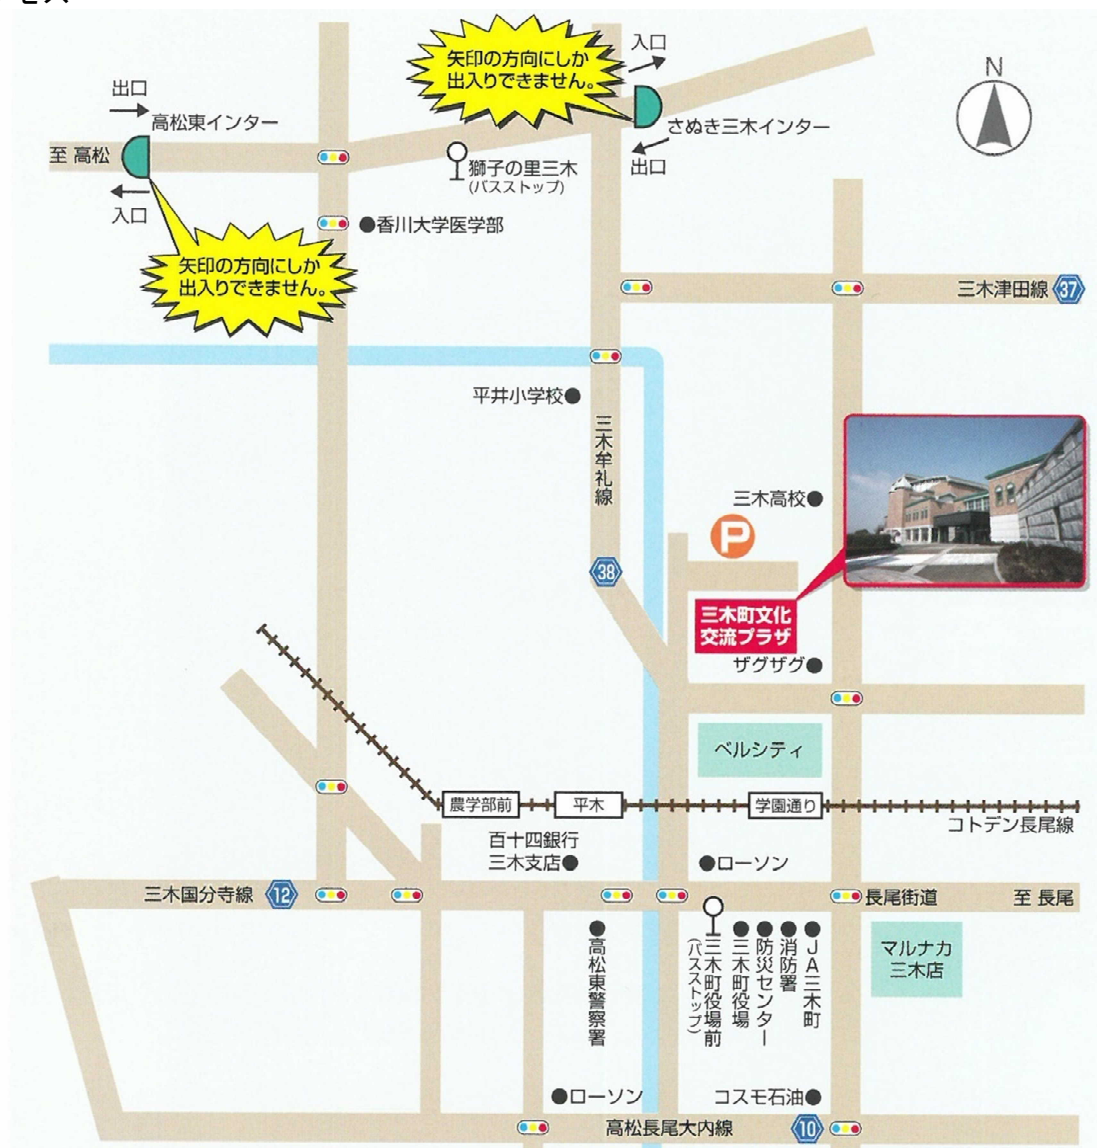 矢印の方向にしか
出入りできません。
入口
N
出口
高松東インター
さぬき三木インター
至 高松
獅子の里三木
(バスストップ)
出口
入口
香川大学医学部
矢印の方向にしか
出入りできません。
三木津田線 37
平井小学校
三木牟礼線
三木高校
P
38
三木町文化
交流プラザ
ザグザグ
ベルシティ
農学部前
平木
学園通り
コトデン長尾線
百十四銀行
三木支店
ローソン
三木国分寺線 12
長尾街道
至 長尾
高松東警察署
三木町役場前
(バスストップ)
三木町役場
防災センター
消防署
JA三木町
マルナカ
三木店
ローソン
コスモ石油
高松長尾大内線 10